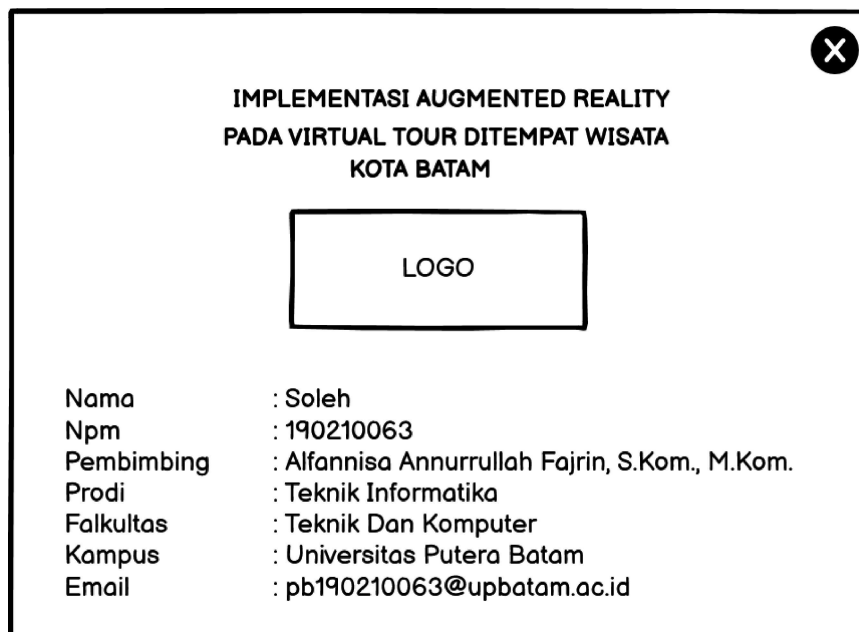 X
IMPLEMENTASI AUGMENTED REALITY
PADA VIRTUAL TOUR DITEMPAT WISATA
KOTA BATAM
LOGO
Nama : Soleh
Npm : 190210063
Pembimbing : Alfannisa Annurrullah Fajrin, S.Kom., M.Kom.
Prodi : Teknik Informatika
Falkultas : Teknik Dan Komputer
Kampus : Universitas Putera Batam
Email : pb190210063@upbatam.ac.id